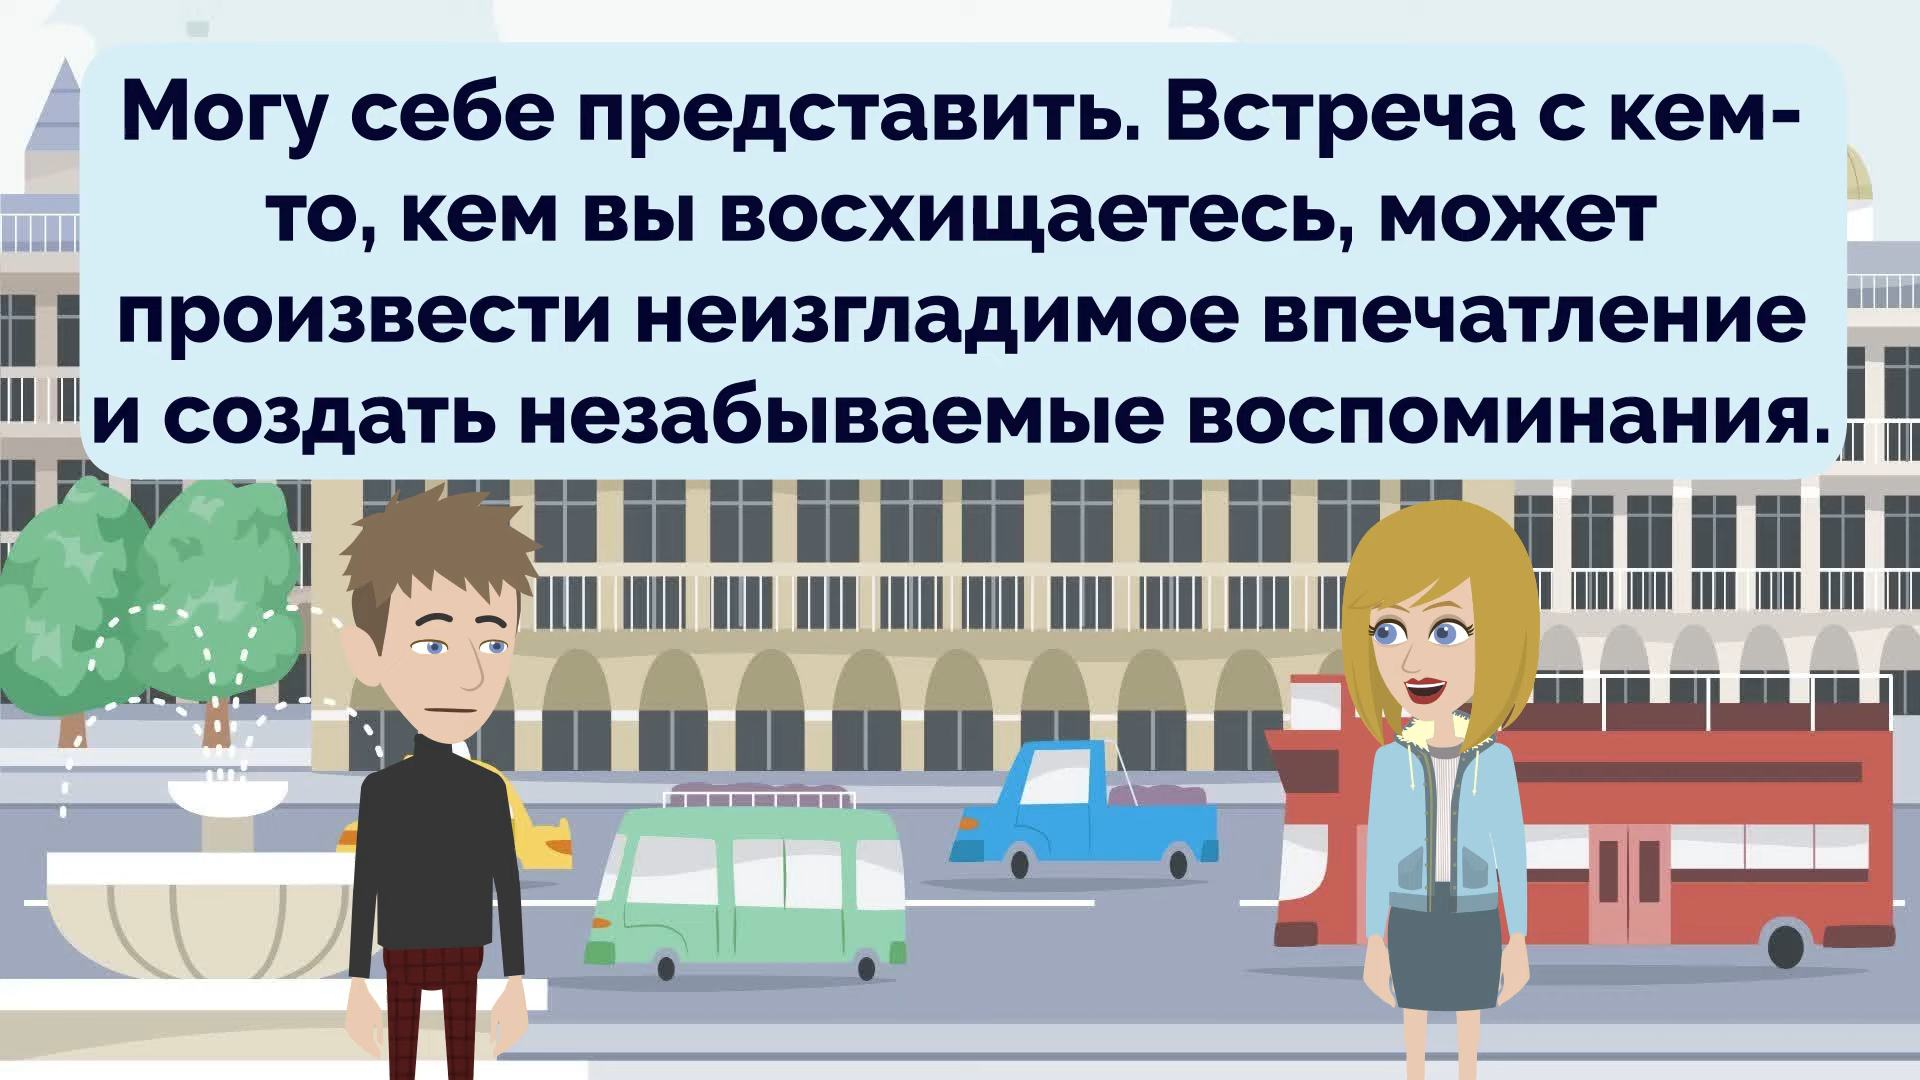 Могу себе представить. Встреча с кем-
то, кем вы восхищаетесь, может
произвести неизгладимое впечатление
и создать незабываемые воспоминания.